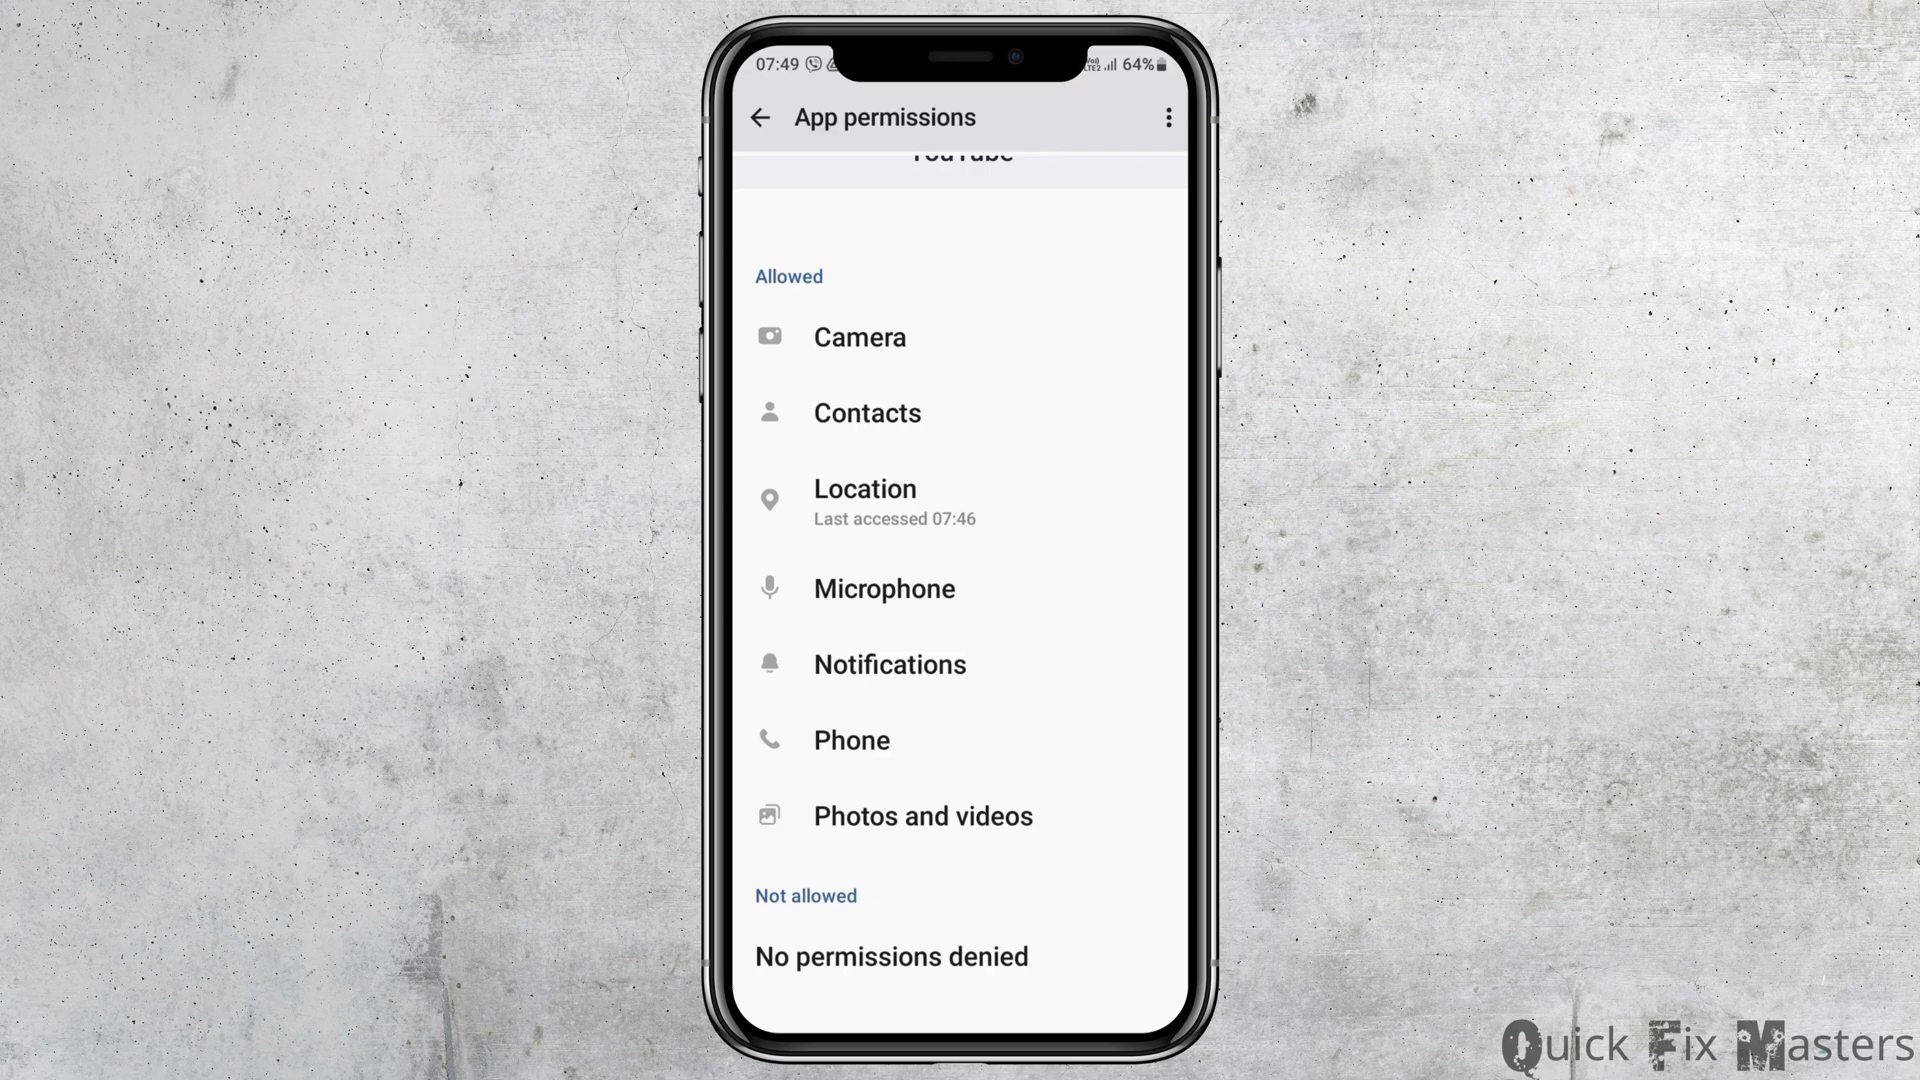 07:49
64%
App permissions
YouTube
Allowed
Camera
Contacts
Location
Last accessed 07:46
Microphone
Notifications
Phone
Photos and videos
Not allowed
No permissions denied
Quick Fix Masters